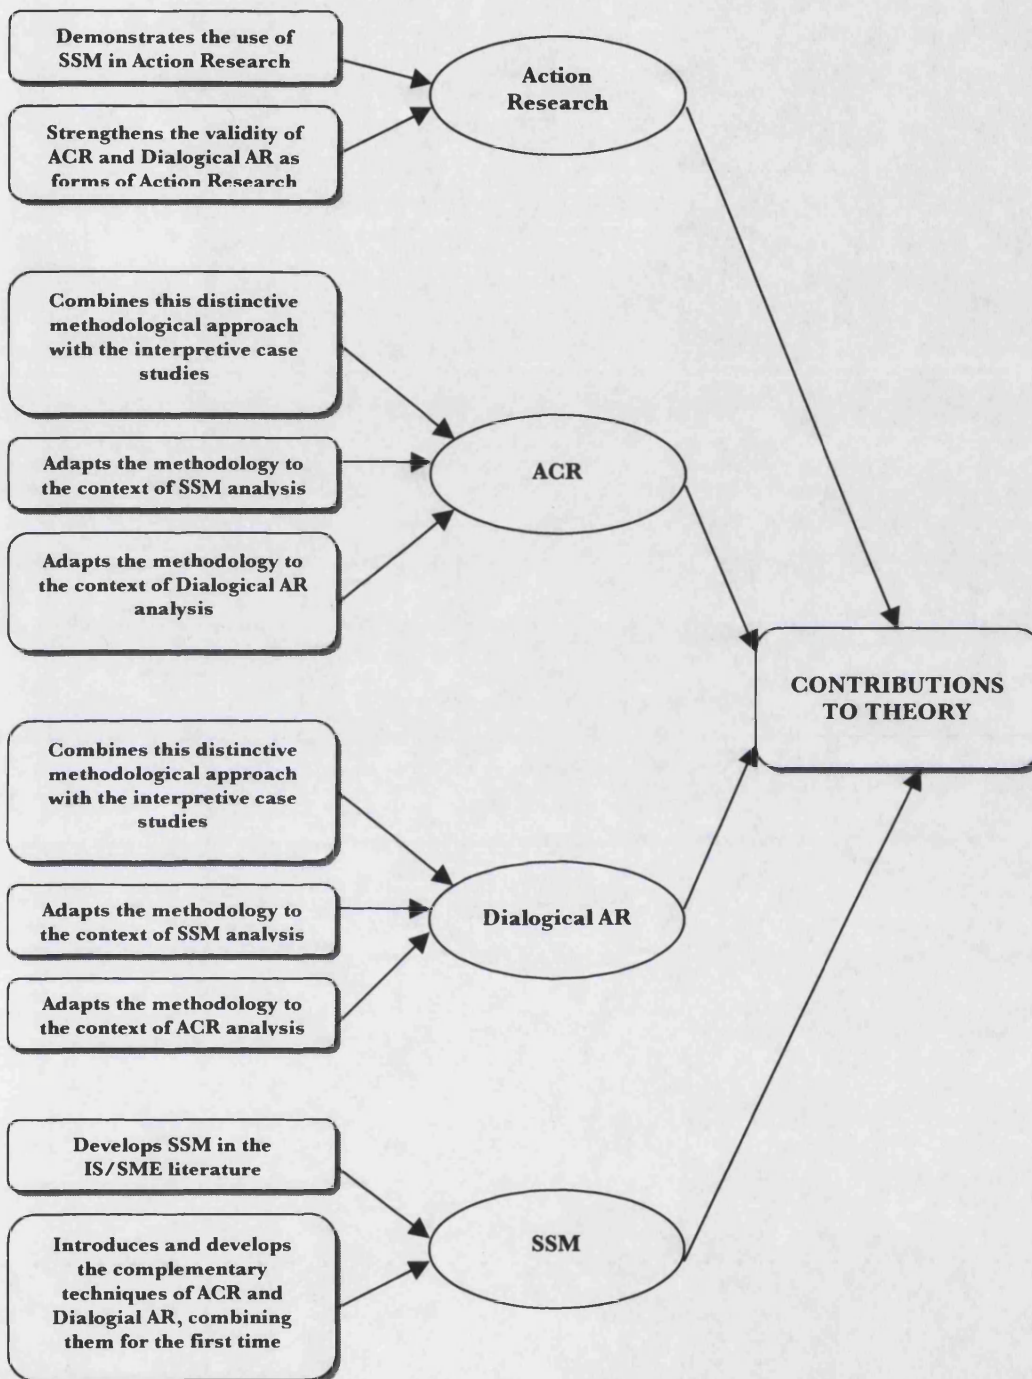 Demonstrates the use of
SSM in Action Research
Action
Research
Strengthens the validity of
ACR and Dialogical AR as
forms of Action Research
Combines this distinctive
methodological approach
with the interpretive case
studies
Adapts the methodology to
the context of SSM analysis
ACR
Adapts the methodology to
the context of Dialogical AR
analysis
CONTRIBUTIONS
TO THEORY
Combines this distinctive
methodological approach
with the interpretive case
studies
Adapts the methodology to
the context of SSM analysis
Dialogical AR
Adapts the methodology to
the context of ACR analysis
Develops SSM in the
IS/SME literature
SSM
Introduces and develops
the complementary
techniques of ACR and
Dialogial AR, combining
them for the first time